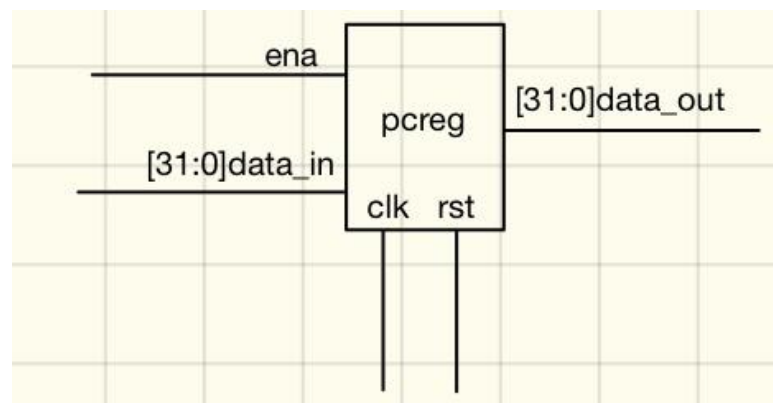 ena
[31:0]data_out
pcreg
[31:0]data_in
clk rst